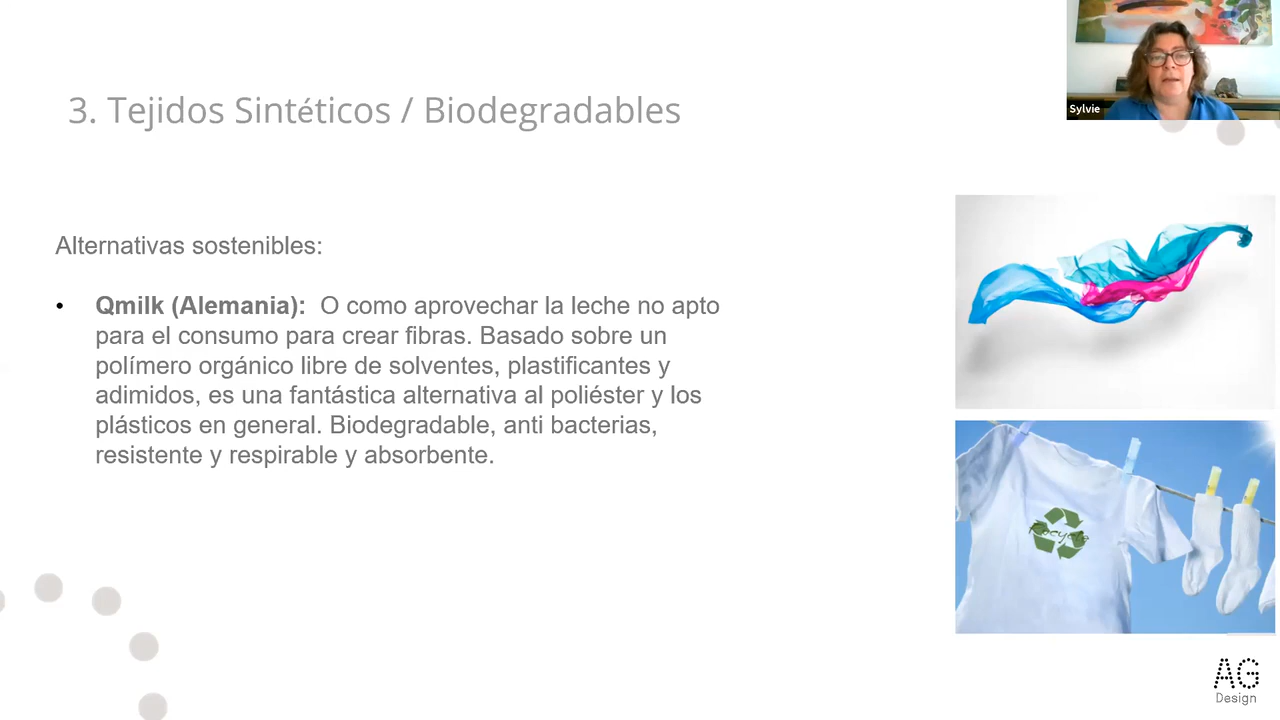 Sylvie
3. Tejidos Sintéticos / Biodegradables
Alternativas sostenibles:
• Qmilk (Alemania): O como aprovechar la leche no apto
para el consumo para crear fibras. Basado sobre un
polímero orgánico libre de solventes, plastificantes y
adimidos, es una fantástica alternativa al poliéster y los
plásticos en general. Biodegradable, anti bacterias,
resistente y respirable y absorbente.
Recycle
AG
Design